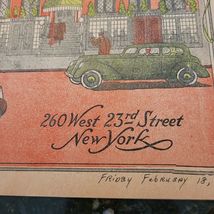 260 West 23rd Street
New York
Friday February 18,